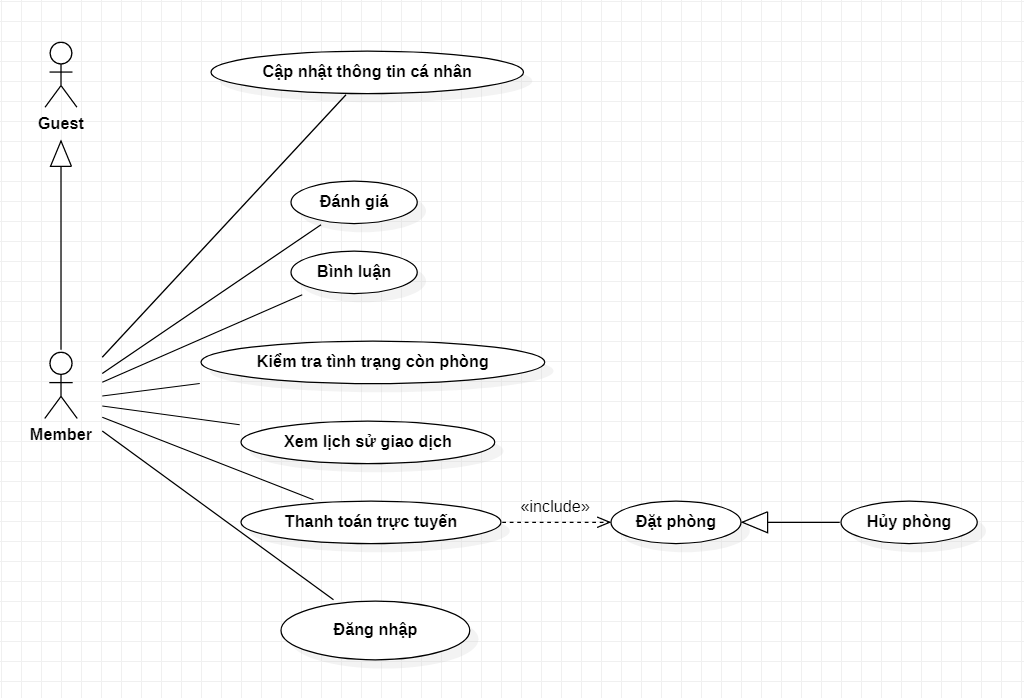 Cập nhật thông tin cá nhân
Guest
Đánh giá
Bình luận
Kiểm tra tình trạng còn phòng
Member
Xem lịch sử giao dịch
«include»
Thanh toán trực tuyến
Đặt phòng
Hủy phòng
Đăng nhập